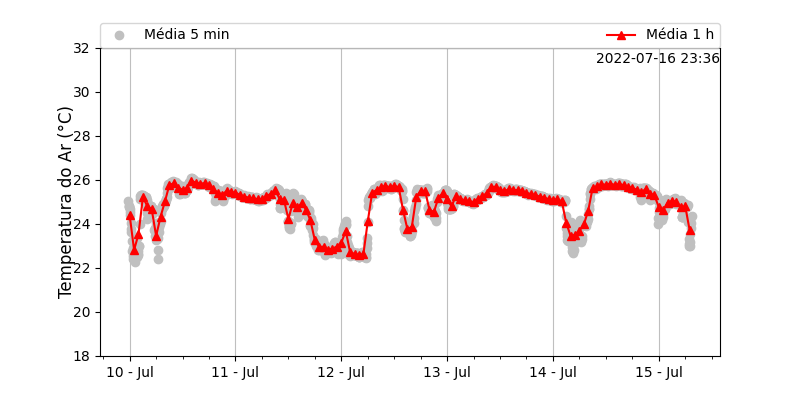 Média 5 min
Média 1 h
2022-07-16 23:36
Temperatura do Ar (°C)
32
30
28
26
24
22
20
18
10 - Jul
11 - Jul
12 - Jul
13 - Jul
14 - Jul
15 - Jul